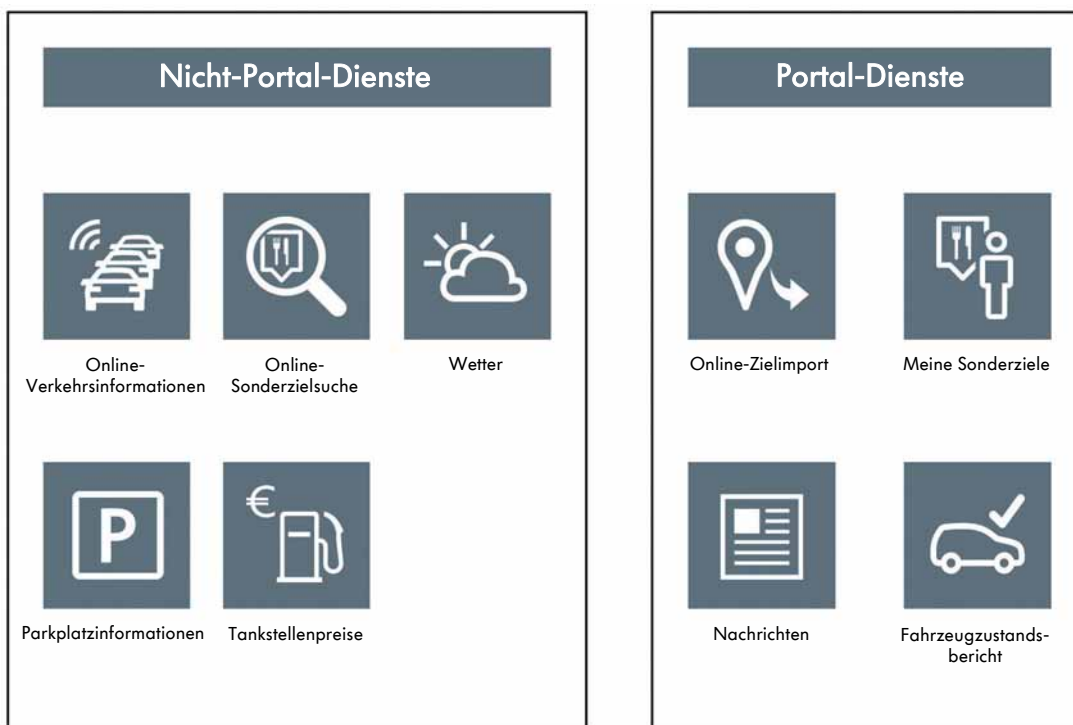 Nicht-Portal-Dienste
Online-
Verkehrsinformationen
Online-
Sonderzielsuche
Wetter
P
Parkplatzinformationen
€
Tankstellenpreise
Portal-Dienste
Online-Zielimport
Meine Sonderziele
Nachrichten
Fahrzeugzustands-
bericht